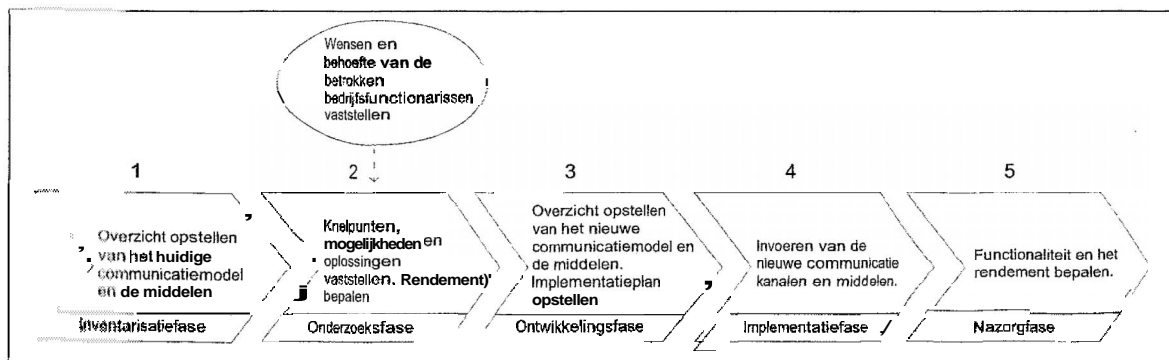 Wensen en
behoefte van de
betrokken
bedrijfsfunctionarissen
vaststellen
1
2
3
4
5
Overzicht opstellen
van het huidige
communicatiemodel
en de middelen
Inventarisatiefase
Knelpunten,
mogelijkheden en
oplossingen
vaststellen. Rendement
bepalen
Onderzoeksfase
Overzicht opstellen
van het nieuwe
communicatiemodel en
de middelen.
Implementatieplan
opstellen
Ontwikkelingsfase
Invoeren van de
nieuwe communicatie
kanalen en middelen.
Implementatiefase
Functionaliteit en het
rendement bepalen.
Nazorgfase